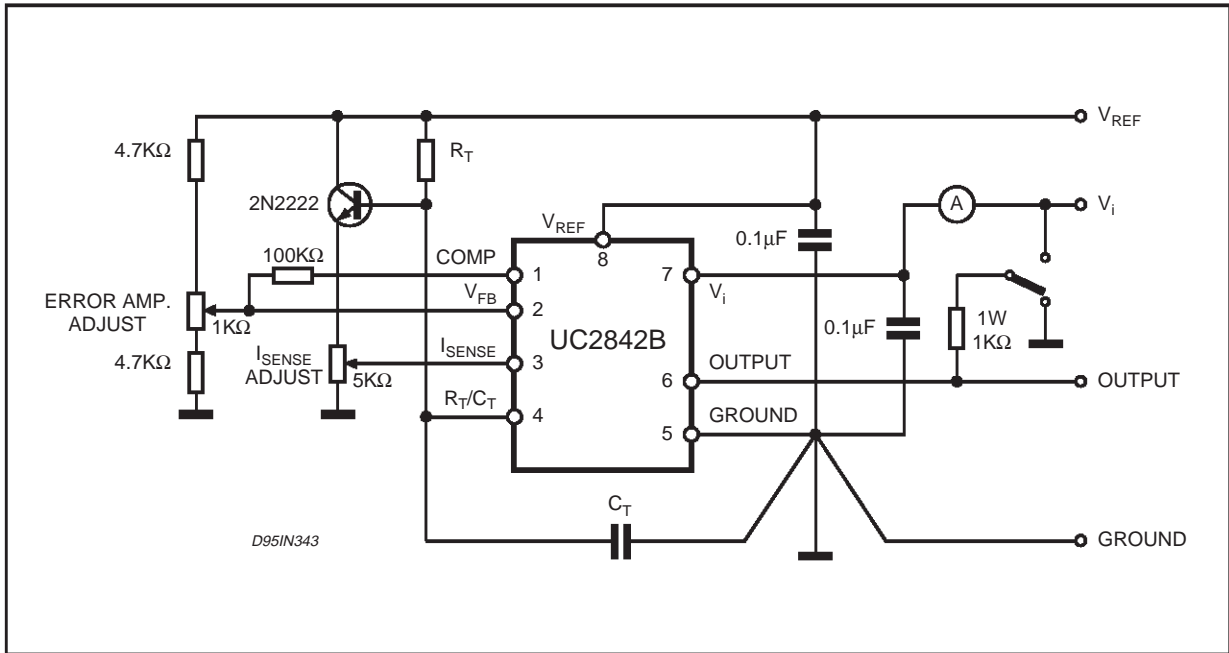 V_REF
4.7KΩ
R_T
2N2222
A
V_i
V_REF
8
0.1µF
100KΩ
COMP
1
7
V_i
ERROR AMP.
ADJUST
1KΩ
V_FB
2
UC2842B
0.1µF
1W
1KΩ
4.7KΩ
I_SENSE
ADJUST
5KΩ
I_SENSE
3
OUTPUT
6
OUTPUT
R_T/C_T
4
GROUND
5
C_T
D95IN343
GROUND